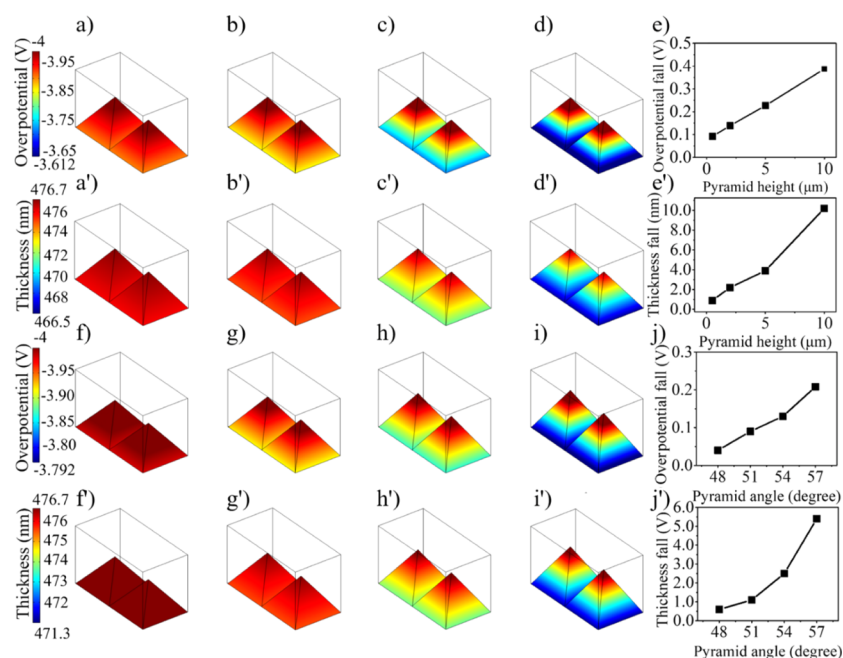 a) b) c) d) e)
Overpotential (V)
-4
-3.95
-3.85
-3.75
-3.65
-3.612
Overpotential fall (V)
0.5
0.4
0.3
0.2
0.1
0.0
0 5 10
Pyramid height (μm)
a') b') c') d') e')
Thickness (nm)
476.7
476
474
472
470
468
466.5
Thickness fall (nm)
10.0
8.0
6.0
4.0
2.0
0.0
0 5 10
Pyramid height (μm)
f) g) h) i) j)
Overpotential (V)
-4
-3.95
-3.90
-3.85
-3.80
-3.792
Overpotential fall (V)
0.3
0.2
0.1
0.0
48 51 54 57
Pyramid angle (degree)
f') g') h') i') j')
Thickness (nm)
476.7
476
475
474
473
472
471.3
Thickness fall (V)
6.0
5.0
4.0
3.0
2.0
1.0
0.0
48 51 54 57
Pyramid angle (degree)